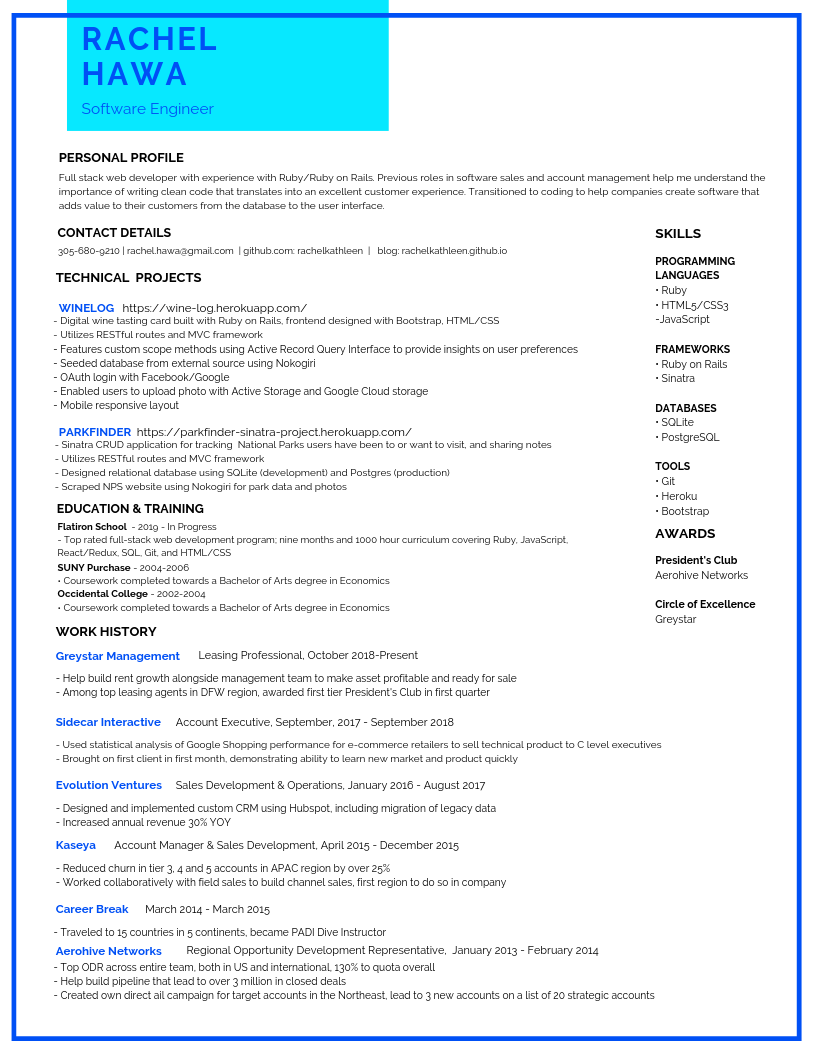 RACHEL
HAWA
Software Engineer
PERSONAL PROFILE
Full stack web developer with experience with Ruby/Ruby on Rails. Previous roles in software sales and account management help me understand the
importance of writing clean code that translates into an excellent customer experience. Transitioned to coding to help companies create software that
adds value to their customers from the database to the user interface.
CONTACT DETAILS
305-680-9210 | rachel.hawa@gmail.com | github.com: rachelkathleen | blog: rachelkathleen.github.io
TECHNICAL PROJECTS
WINELOG https://wine-log.herokuapp.com/
- Digital wine tasting card built with Ruby on Rails, frontend designed with Bootstrap, HTML/CSS
- Utilizes RESTful routes and MVC framework
- Features custom scope methods using Active Record Query Interface to provide insights on user preferences
- Seeded database from external source using Nokogiri
- OAuth login with Facebook/Google
- Enabled users to upload photo with Active Storage and Google Cloud storage
- Mobile responsive layout
PARKFINDER https://parkfinder-sinatra-project.herokuapp.com/
- Sinatra CRUD application for tracking National Parks users have been to or want to visit, and sharing notes
- Utilizes RESTful routes and MVC framework
- Designed relational database using SQLite (development) and Postgres (production)
- Scraped NPS website using Nokogiri for park data and photos
EDUCATION & TRAINING
Flatiron School - 2019 - In Progress
- Top rated full-stack web development program; nine months and 1000 hour curriculum covering Ruby, JavaScript,
React/Redux, SQL, Git, and HTML/CSS
SUNY Purchase - 2004-2006
• Coursework completed towards a Bachelor of Arts degree in Economics
Occidental College - 2002-2004
• Coursework completed towards a Bachelor of Arts degree in Economics
SKILLS
PROGRAMMING
LANGUAGES
• Ruby
• HTML5/CSS3
-JavaScript
FRAMEWORKS
• Ruby on Rails
• Sinatra
DATABASES
• SQLite
• PostgreSQL
TOOLS
• Git
• Heroku
• Bootstrap
AWARDS
President's Club
Aerohive Networks
Circle of Excellence
Greystar
WORK HISTORY
Greystar Management Leasing Professional, October 2018-Present
- Help build rent growth alongside management team to make asset profitable and ready for sale
- Among top leasing agents in DFW region, awarded first tier President's Club in first quarter
Sidecar Interactive Account Executive, September, 2017 - September 2018
- Used statistical analysis of Google Shopping performance for e-commerce retailers to sell technical product to C level executives
- Brought on first client in first month, demonstrating ability to learn new market and product quickly
Evolution Ventures Sales Development & Operations, January 2016 - August 2017
- Designed and implemented custom CRM using Hubspot, including migration of legacy data
- Increased annual revenue 30% YOY
Kaseya Account Manager & Sales Development, April 2015 - December 2015
- Reduced churn in tier 3, 4 and 5 accounts in APAC region by over 25%
- Worked collaboratively with field sales to build channel sales, first region to do so in company
Career Break March 2014 - March 2015
- Traveled to 15 countries in 5 continents, became PADI Dive Instructor
Aerohive Networks Regional Opportunity Development Representative, January 2013 - February 2014
- Top ODR across entire team, both in US and international, 130% to quota overall
- Help build pipeline that lead to over 3 million in closed deals
- Created own direct ail campaign for target accounts in the Northeast, lead to 3 new accounts on a list of 20 strategic accounts